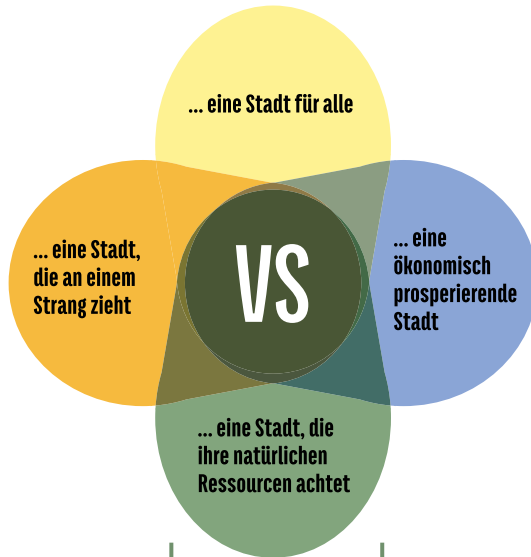 ... eine Stadt für alle
... eine Stadt,
die an einem
Strang zieht
VS
... eine
ökonomisch
prosperierende
Stadt
... eine Stadt, die
ihre natürlichen
Ressourcen achtet